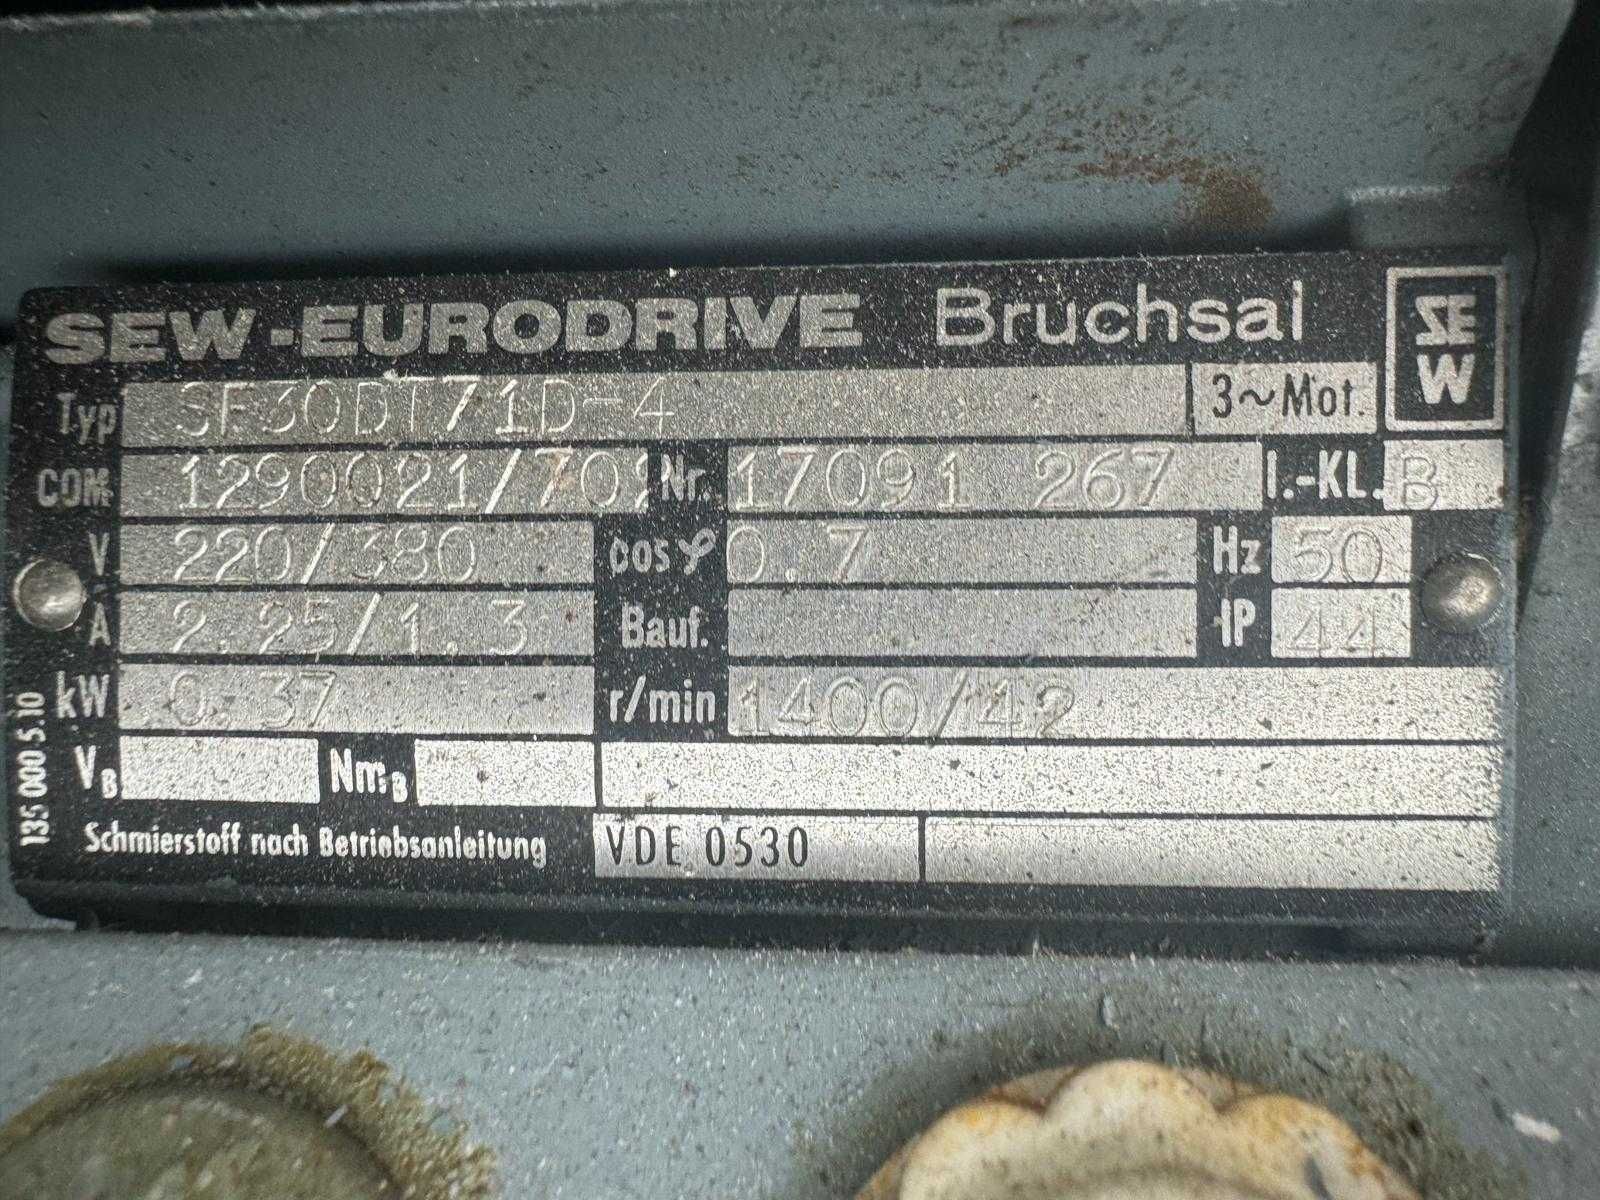 SEW-EURODRIVE Bruchsal
SEW
Typ SF30DT71D-4 3~Mot.
COM. 1290021/702 Nr. 17091 267 I.-KL. B
V 220/380 cos φ 0.7 Hz 50
A 2.25/1.3 Bauf. IP 44
kW 0.37 r/min 1400/42
VB NmB
Schmierstoff nach Betriebsanleitung VDE 0530
135 000 5.10